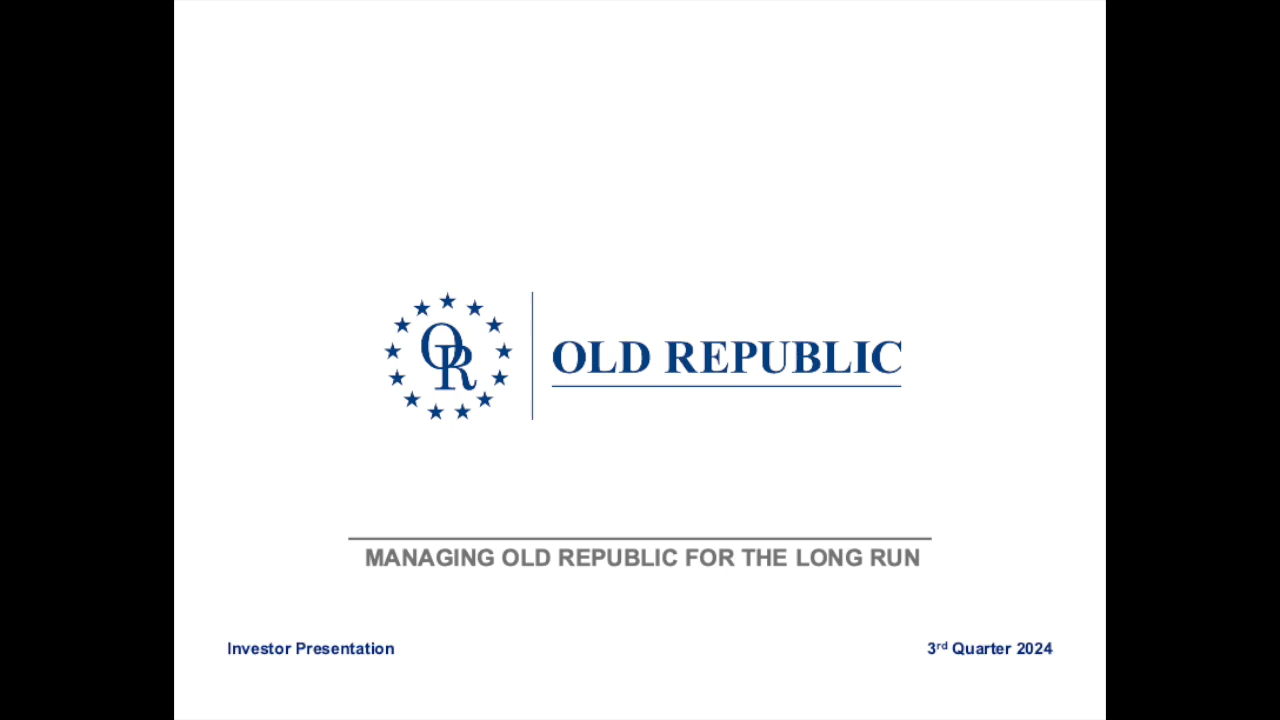 OR
OLD REPUBLIC
MANAGING OLD REPUBLIC FOR THE LONG RUN
Investor Presentation
3rd Quarter 2024